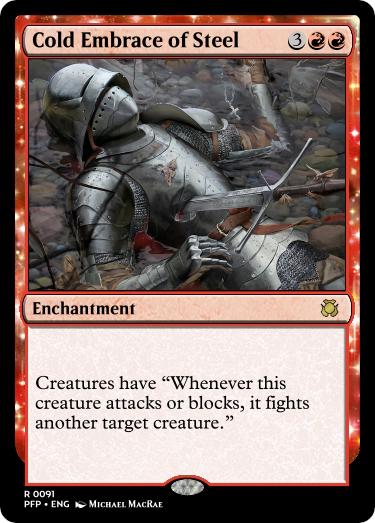 Cold Embrace of Steel 3
Enchantment
Creatures have “Whenever this
creature attacks or blocks, it fights
another target creature.”
R 0091
PFP • ENG Michael MacRae